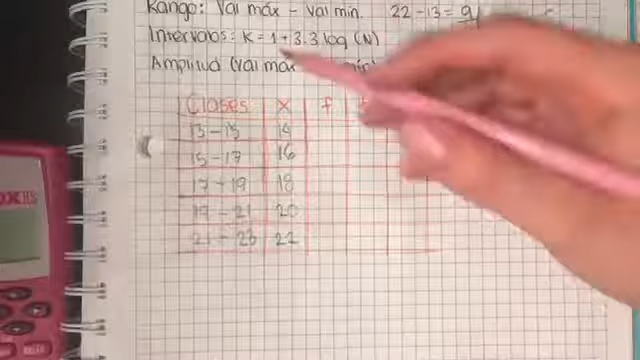 Rango: Val máx - Val min. 22 - 13 = 9
Intervalos: K = 1 + 3.3 log (N)
Amplitud (Val máx min)
Clases X f
13 - 15 14
15 - 17 16
17 - 19 18
19 - 21 20
21 - 23 22